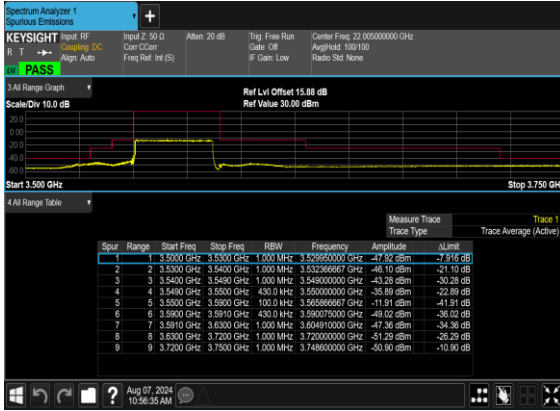 Spectrum Analyzer 1
Spurious Emissions
+
KEYSIGHT Input: RF Input Z: 50 Ω Atten: 20 dB Trig: Free Run Center Freq: 22.005000000 GHz
R T Coupling: DC Corr CCorr Gate: Off Avg|Hold: 100/100
Align: Auto Freq Ref: Int (S) IF Gain: Low Radio Std: None
PASS
3 All Range Graph
Ref Lvl Offset 15.88 dB
Scale/Div 10.0 dB Ref Value 30.00 dBm
20.0
0.00
-20.0
-40.0
-60.0
Start 3.500 GHz Stop 3.750 GH
4 All Range Table
Measure Trace Trace 1
Trace Type Trace Average (Active)
Spur Range Start Freq Stop Freq RBW Frequency Amplitude ΔLimit
1 1 3.5000 GHz 3.5300 GHz 1.000 MHz 3.529950000 GHz -47.92 dBm -7.916 dB
2 2 3.5300 GHz 3.5400 GHz 1.000 MHz 3.532366667 GHz -46.10 dBm -21.10 dB
3 3 3.5400 GHz 3.5490 GHz 1.000 MHz 3.549000000 GHz -43.28 dBm -30.28 dB
4 4 3.5490 GHz 3.5500 GHz 430.0 kHz 3.550000000 GHz -35.89 dBm -22.89 dB
5 5 3.5500 GHz 3.5900 GHz 100.0 kHz 3.565866667 GHz -11.91 dBm -41.91 dB
6 6 3.5900 GHz 3.5910 GHz 430.0 kHz 3.590075000 GHz -49.02 dBm -36.02 dB
7 7 3.5910 GHz 3.6300 GHz 1.000 MHz 3.604910000 GHz -47.36 dBm -34.36 dB
8 8 3.6300 GHz 3.7200 GHz 1.000 MHz 3.720000000 GHz -51.29 dBm -26.29 dB
9 9 3.7200 GHz 3.7500 GHz 1.000 MHz 3.748600000 GHz -50.90 dBm -10.90 dB
? Aug 07, 2024
10:56:35 AM